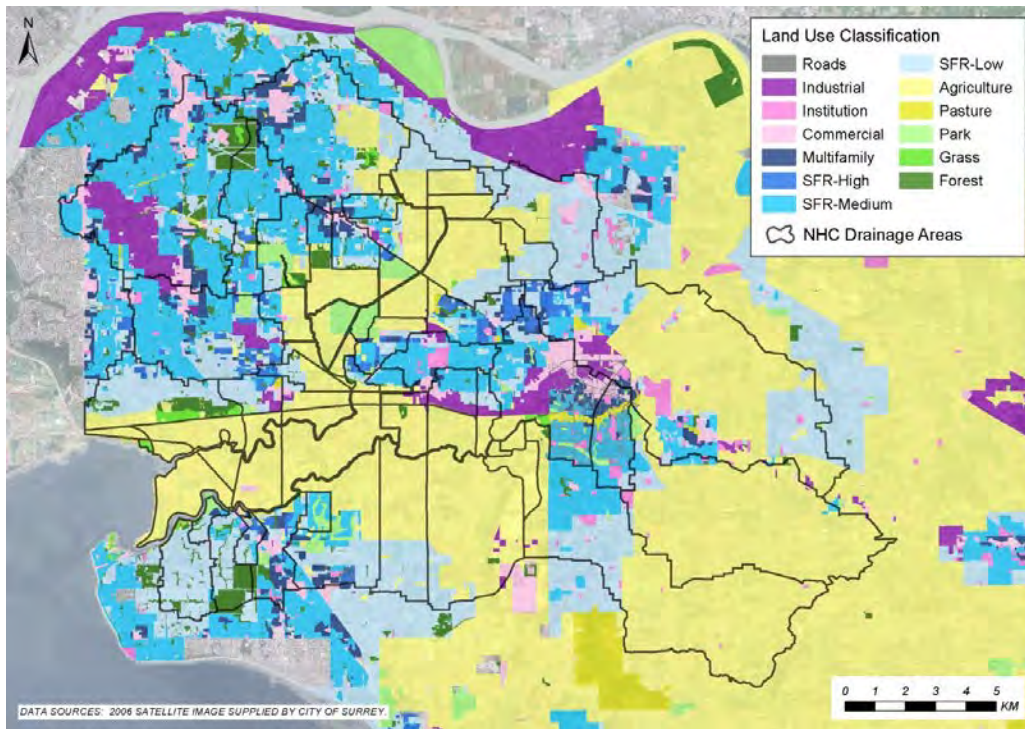 N
Land Use Classification
Roads
Industrial
Institution
Commercial
Multifamily
SFR-High
SFR-Medium
SFR-Low
Agriculture
Pasture
Park
Grass
Forest
NHC Drainage Areas
0 1 2 3 4 5
KM
DATA SOURCES: 2006 SATELLITE IMAGE SUPPLIED BY CITY OF SURREY.